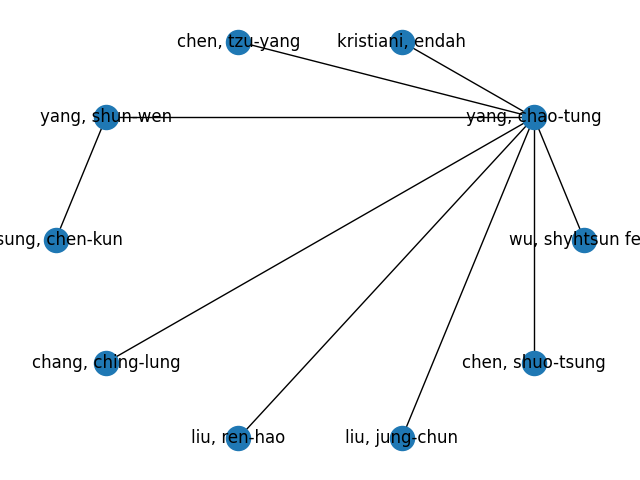 chen, tzu-yang
kristiani, endah
yang, shun-wen
yang, chao-tung
sung, chen-kun
wu, shyhtsun fe
chang, ching-lung
chen, shuo-tsung
liu, ren-hao
liu, jung-chun